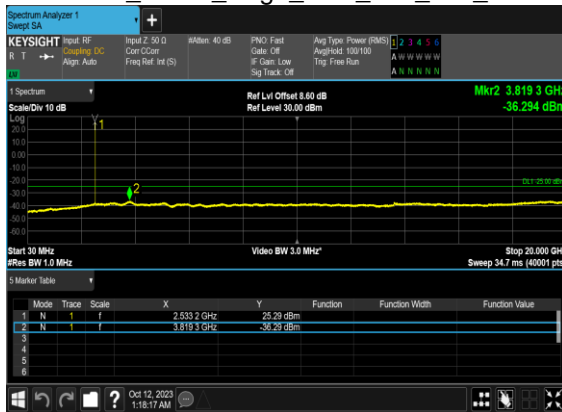 Spectrum Analyzer 1
Swept SA
KEYSIGHT
R T
Input: RF
Coupling: DC
Align: Auto
Input Z: 50 Ω
Corr CCorr
Freq Ref: Int (S)
#Atten: 40 dB
PNO: Fast
Gate: Off
IF Gain: Low
Sig Track: Off
Avg Type: Power (RMS)
Avg|Hold: 100/100
Trig: Free Run
1 2 3 4 5 6
A W W W W W
A N N N N N
1 Spectrum
Scale/Div 10 dB
Ref Lvl Offset 8.60 dB
Ref Level 30.00 dBm
Mkr2 3.819 3 GHz
-36.294 dBm
Log
20.0
10.0
0.00
-10.0
-20.0
-30.0
-40.0
-50.0
-60.0
1
2
DL1 -25.00 dBm
Start 30 MHz
#Res BW 1.0 MHz
Video BW 3.0 MHz*
Stop 20.000 GHz
Sweep 34.7 ms (40001 pts)
5 Marker Table
Mode Trace Scale X Y Function Function Width Function Value
1 N 1 f 2.533 2 GHz 25.29 dBm
2 N 1 f 3.819 3 GHz -36.29 dBm
3
4
5
6
Oct 12, 2023
1:18:17 AM